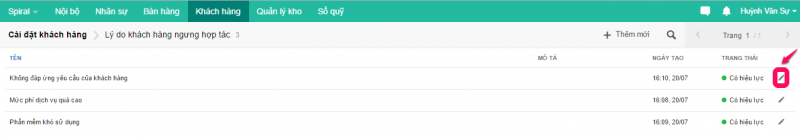 Spiral Nội bộ Nhân sự Bán hàng Khách hàng Quản lý kho Sổ quỹ Huỳnh Văn Sự
Cài đặt khách hàng Lý do khách hàng ngưng hợp tác 3 + Thêm mới Trang 1 / 1
TÊN MÔ TẢ NGÀY TẠO TRẠNG THÁI
Không đáp ứng yêu cầu của khách hàng 16:10, 20/07 Có hiệu lực
Mức phí dịch vụ quá cao 16:08, 20/07 Có hiệu lực
Phần mềm khó sử dụng 16:09, 20/07 Có hiệu lực